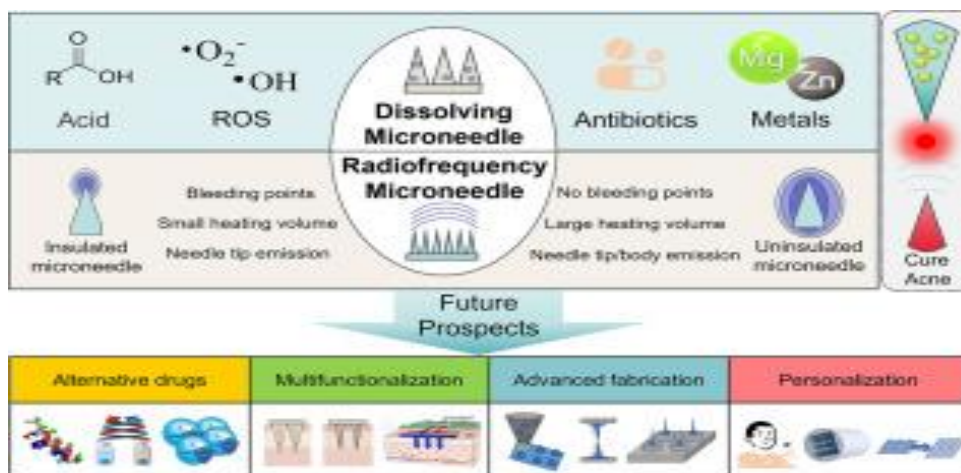 O
R
OH
Acid
•O₂⁻
•OH
ROS
Dissolving
Microneedle
Antibiotics
Mg
Zn
Metals
Radiofrequency
Microneedle
Insulated
microneedle
Bleeding points
Small heating volume
Needle tip emission
No bleeding points
Large heating volume
Needle tip/body emission
Uninsulated
microneedle
Cure
Acne
Future
Prospects
Alternative drugs
Multifunctionalization
Advanced fabrication
Personalization